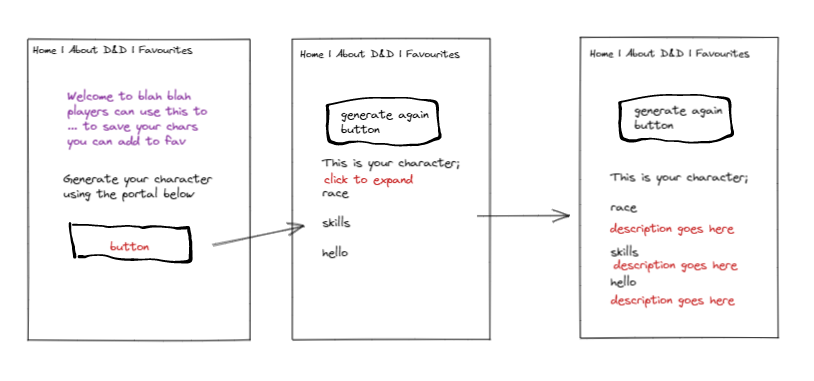 Home | About D&D | Favourites
Welcome to blah blah
players can use this to
... to save your chars
you can add to fav
Generate your character
using the portal below
button
Home | About D&D | Favourites
generate again
button
This is your character;
click to expand
race
skills
hello
Home | About D&D | Favourites
generate again
button
This is your character;
race
description goes here
skills
description goes here
hello
description goes here